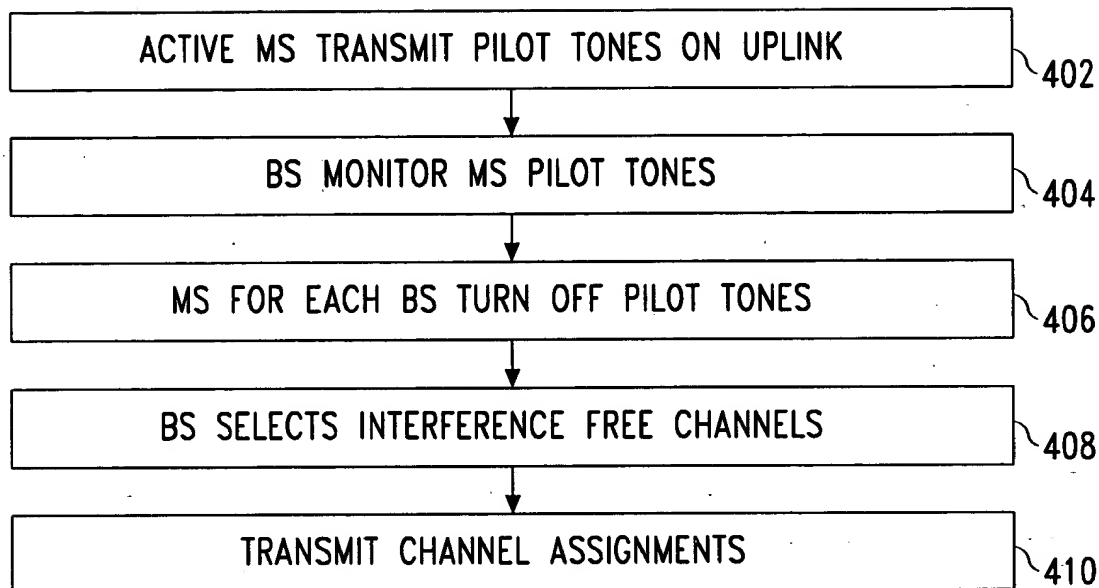 ACTIVE MS TRANSMIT PILOT TONES ON UPLINK
402
BS MONITOR MS PILOT TONES
404
MS FOR EACH BS TURN OFF PILOT TONES
406
BS SELECTS INTERFERENCE FREE CHANNELS
408
TRANSMIT CHANNEL ASSIGNMENTS
410